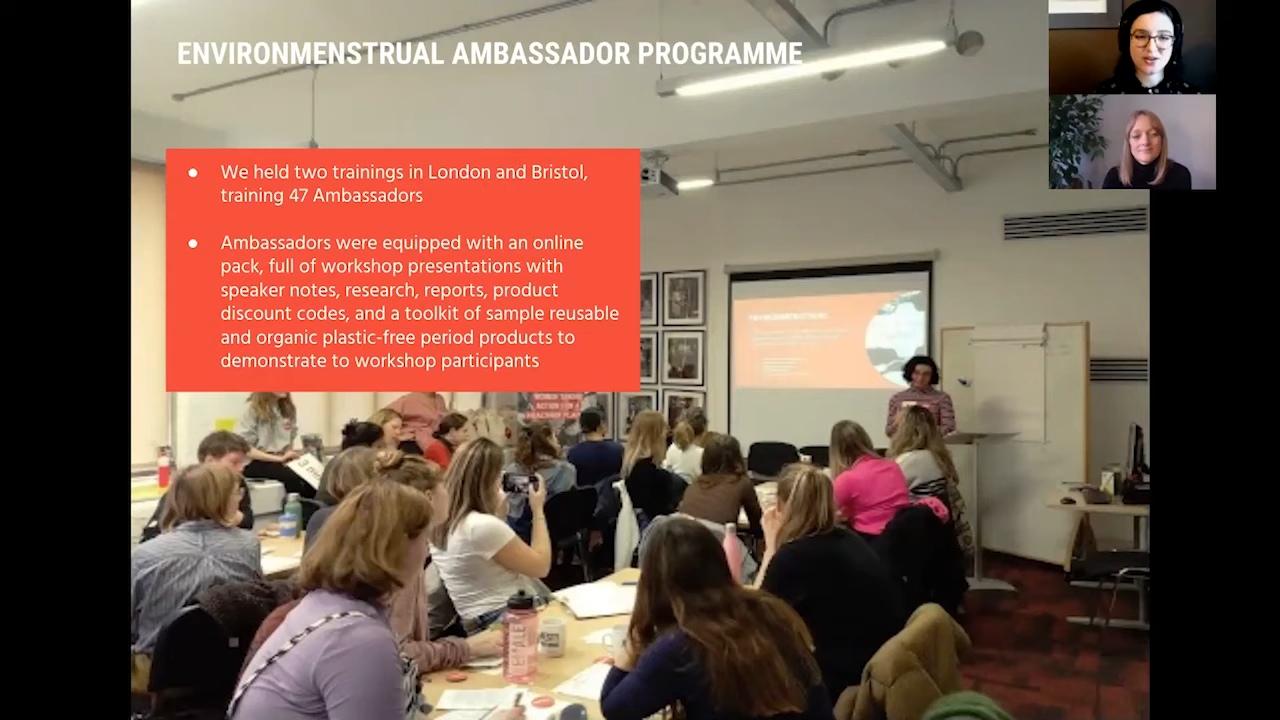 ENVIRONMENSTRUAL AMBASSADOR PROGRAMME
● We held two trainings in London and Bristol,
training 47 Ambassadors
● Ambassadors were equipped with an online
pack, full of workshop presentations with
speaker notes, research, reports, product
discount codes, and a toolkit of sample reusable
and organic plastic-free period products to
demonstrate to workshop participants